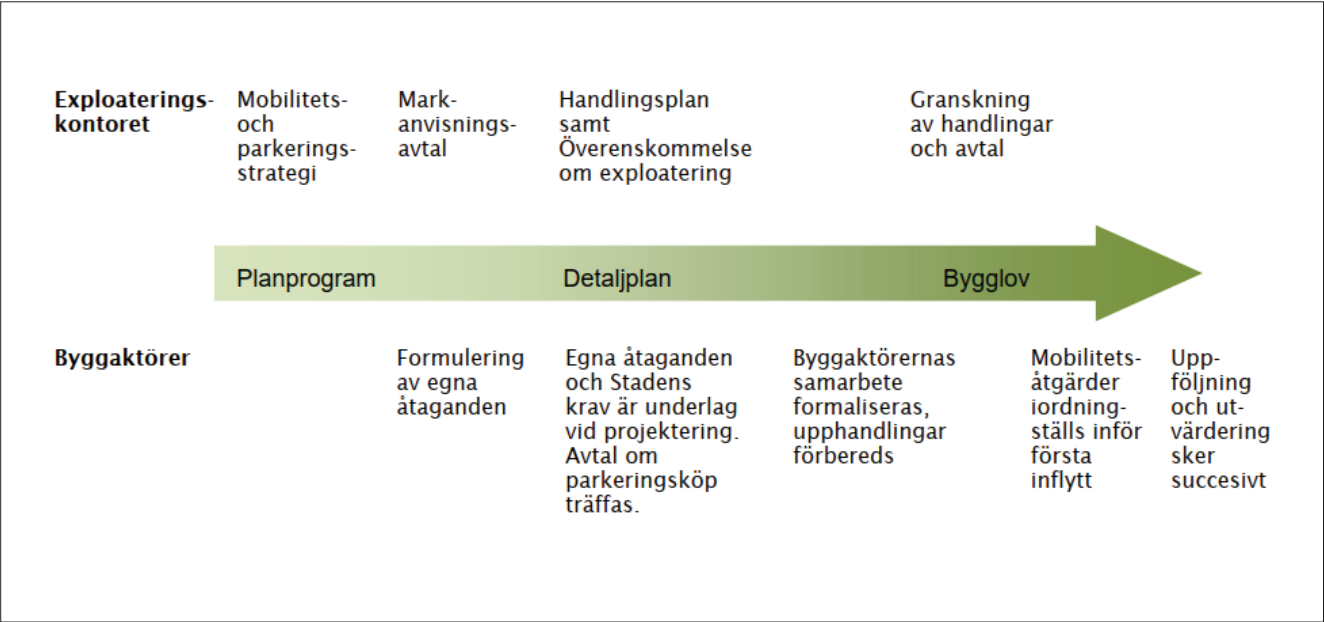 Exploaterings-
kontoret
Mobilitets-
och
parkerings-
strategi
Mark-
anvisnings-
avtal
Handlingsplan
samt
Överenskommelse
om exploatering
Granskning
av handlingar
och avtal
Planprogram
Detaljplan
Bygglov
Byggaktörer
Formulering
av egna
åtaganden
Egna åtaganden
och Stadens
krav är underlag
vid projektering.
Avtal om
parkeringsköp
träffas.
Byggaktörernas
samarbete
formaliseras,
upphandlingar
förbereds
Mobilitets-
åtgärder
iordning-
ställs inför
första
inflytt
Upp-
följning
och ut-
värdering
sker
succesivt